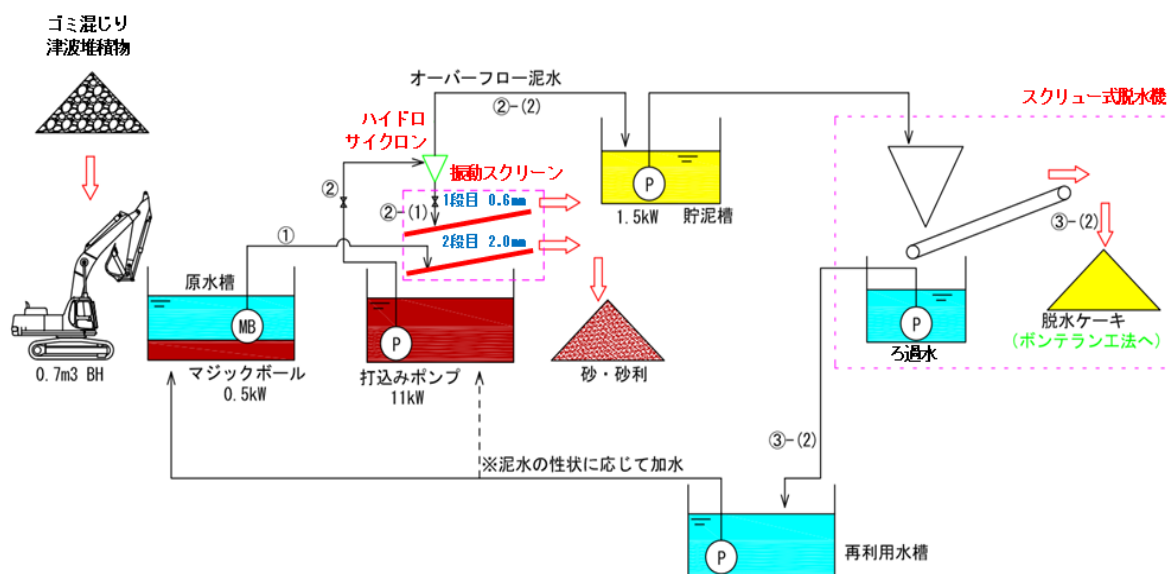 ゴミ混じり
津波堆積物
オーバーフロー泥水
②-(2)
スクリュー式脱水機
ハイドロ
サイクロン
振動スクリーン
②
②-(1)
1段目 0.6mm
2段目 2.0mm
P
1.5kW
貯泥槽
①
③-(2)
原水槽
MB
P
P
ろ過水
脱水ケーキ
(ボンテラン工法へ)
0.7m3 BH
マジックボール
0.5kW
打込みポンプ
11kW
砂・砂利
③-(2)
※泥水の性状に応じて加水
P
再利用水槽